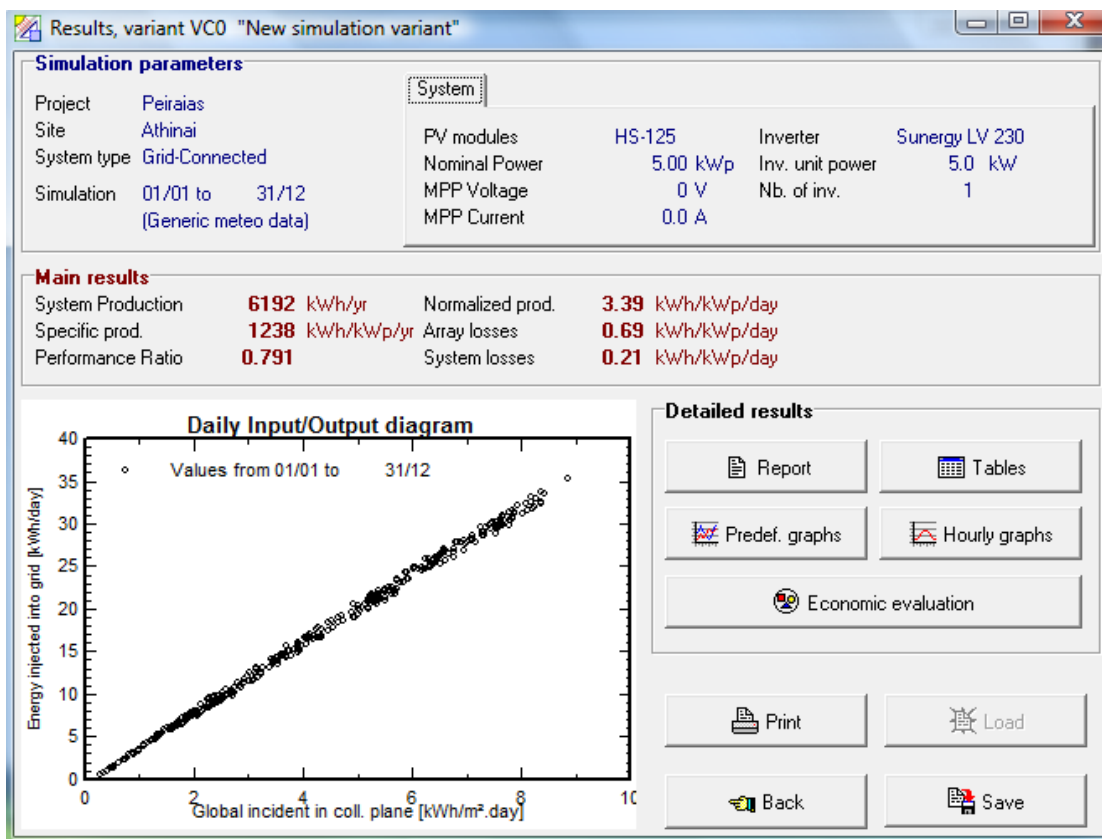 Results, variant VC0 "New simulation variant"
Simulation parameters
Project Peiraias
Site Athinai
System type Grid-Connected
Simulation 01/01 to 31/12
(Generic meteo data)
System
PV modules HS-125 Inverter Sunergy LV 230
Nominal Power 5.00 kWp Inv. unit power 5.0 kW
MPP Voltage 0 V Nb. of inv. 1
MPP Current 0.0 A
Main results
System Production 6192 kWh/yr Normalized prod. 3.39 kWh/kWp/day
Specific prod. 1238 kWh/kWp/yr Array losses 0.69 kWh/kWp/day
Performance Ratio 0.791 System losses 0.21 kWh/kWp/day
Daily Input/Output diagram
Values from 01/01 to 31/12
Energy injected into grid [kWh/day]
40
35
30
25
20
15
10
5
0
0 2 4 6 8 10
Global incident in coll. plane [kWh/m².day]
Detailed results
Report Tables
Predef. graphs Hourly graphs
Economic evaluation
Print Load
Back Save